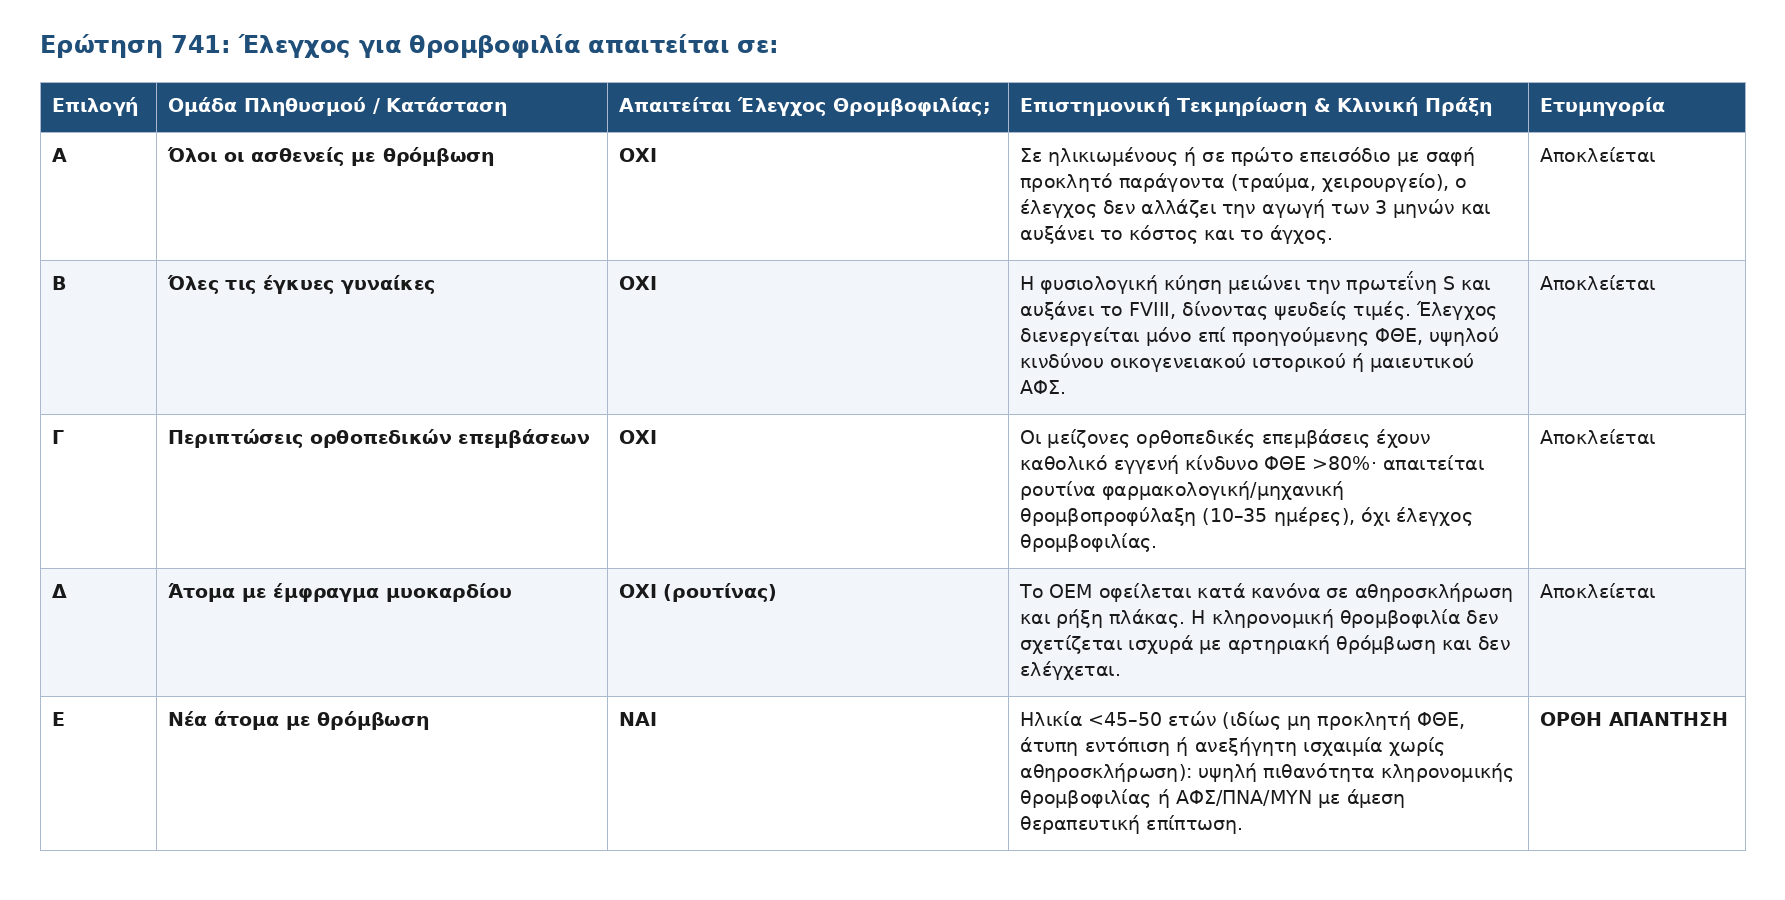 Ερώτηση 741: Έλεγχος για θρομβοφιλία απαιτείται σε:
Επιλογή Ομάδα Πληθυσμού / Κατάσταση Απαιτείται Έλεγχος Θρομβοφιλίας; Επιστημονική Τεκμηρίωση & Κλινική Πράξη Ετυμηγορία
Α Όλοι οι ασθενείς με θρόμβωση ΟΧΙ Σε ηλικιωμένους ή σε πρώτο επεισόδιο με σαφή Αποκλείεται
προκλητό παράγοντα (τραύμα, χειρουργείο), ο
έλεγχος δεν αλλάζει την αγωγή των 3 μηνών και
αυξάνει το κόστος και το άγχος.
Β Όλες τις έγκυες γυναίκες ΟΧΙ Η φυσιολογική κύηση μειώνει την πρωτεΐνη S και Αποκλείεται
αυξάνει το FVIII, δίνοντας ψευδείς τιμές. Έλεγχος
διενεργείται μόνο επί προηγούμενης ΦΘΕ, υψηλού
κινδύνου οικογενειακού ιστορικού ή μαιευτικού
ΑΦΣ.
Γ Περιπτώσεις ορθοπεδικών επεμβάσεων ΟΧΙ Οι μείζονες ορθοπεδικές επεμβάσεις έχουν Αποκλείεται
καθολικό εγγενή κίνδυνο ΦΘΕ >80%· απαιτείται
ρουτίνα φαρμακολογική/μηχανική
θρομβοπροφύλαξη (10–35 ημέρες), όχι έλεγχος
θρομβοφιλίας.
Δ Άτομα με έμφραγμα μυοκαρδίου ΟΧΙ (ρουτίνας) Το ΟΕΜ οφείλεται κατά κανόνα σε αθηροσκλήρωση Αποκλείεται
και ρήξη πλάκας. Η κληρονομική θρομβοφιλία δεν
σχετίζεται ισχυρά με αρτηριακή θρόμβωση και δεν
ελέγχεται.
Ε Νέα άτομα με θρόμβωση ΝΑΙ Ηλικία <45–50 ετών (ιδίως μη προκλητή ΦΘΕ, ΟΡΘΗ ΑΠΑΝΤΗΣΗ
άτυπη εντόπιση ή ανεξήγητη ισχαιμία χωρίς
αθηροσκλήρωση): υψηλή πιθανότητα κληρονομικής
θρομβοφιλίας ή ΑΦΣ/ΠΝΑ/ΜΥΝ με άμεση
θεραπευτική επίπτωση.